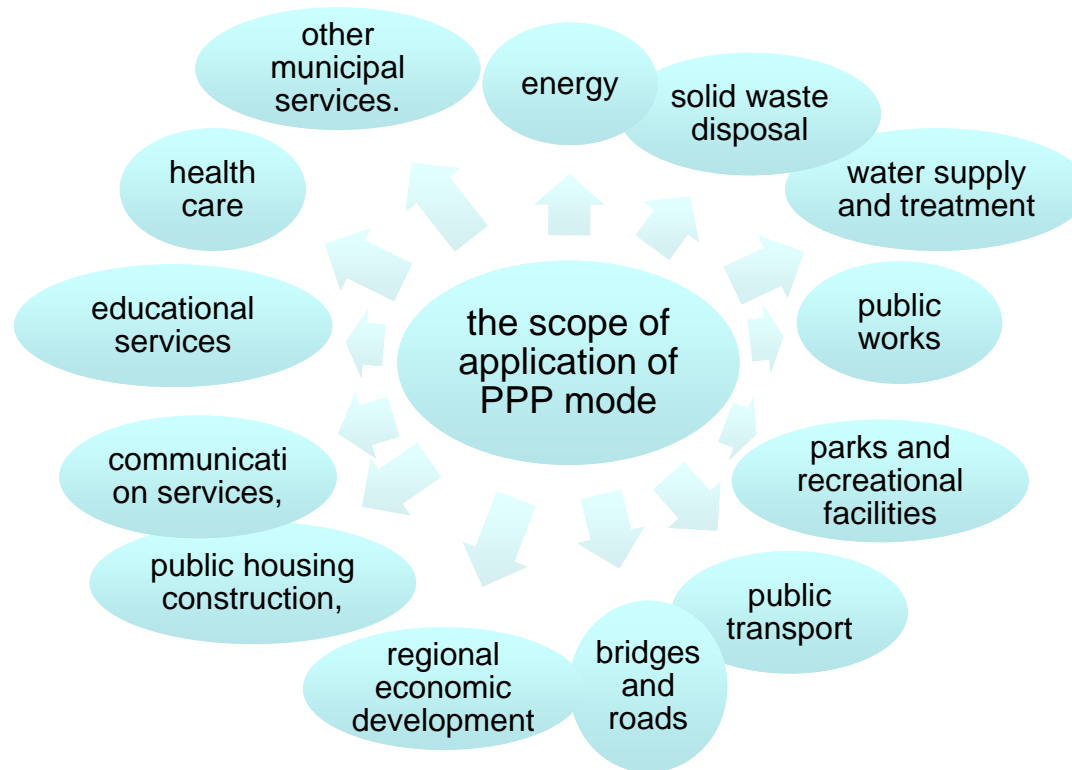 other
municipal
services.
energy
solid waste
disposal
water supply
and treatment
public
works
parks and
recreational
facilities
public
transport
bridges
and
roads
regional
economic
development
public housing
construction,
communicati
on services,
educational
services
health
care
the scope of
application of
PPP mode